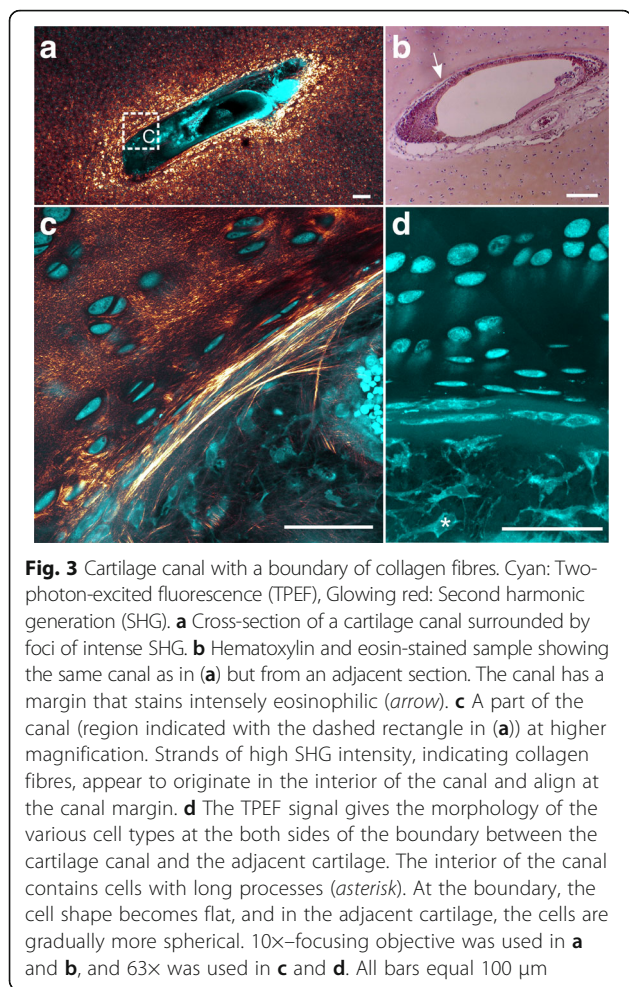 a
b
C
c
d
*
Fig. 3 Cartilage canal with a boundary of collagen fibres. Cyan: Two-
photon-excited fluorescence (TPEF), Glowing red: Second harmonic
generation (SHG). a Cross-section of a cartilage canal surrounded by
foci of intense SHG. b Hematoxylin and eosin-stained sample showing
the same canal as in (a) but from an adjacent section. The canal has a
margin that stains intensely eosinophilic (arrow). c A part of the
canal (region indicated with the dashed rectangle in (a)) at higher
magnification. Strands of high SHG intensity, indicating collagen
fibres, appear to originate in the interior of the canal and align at
the canal margin. d The TPEF signal gives the morphology of the
various cell types at the both sides of the boundary between the
cartilage canal and the adjacent cartilage. The interior of the canal
contains cells with long processes (asterisk). At the boundary, the
cell shape becomes flat, and in the adjacent cartilage, the cells are
gradually more spherical. 10×–focusing objective was used in a
and b, and 63× was used in c and d. All bars equal 100 μm